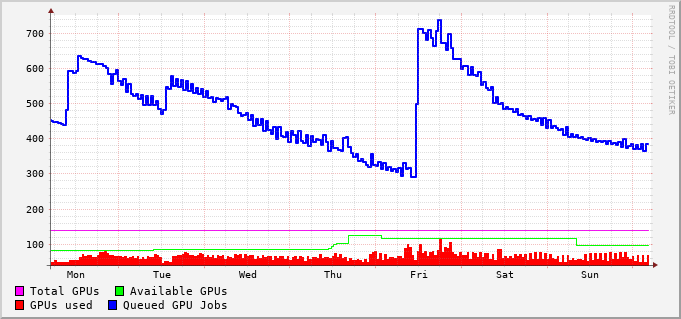 700
600
500
400
300
200
100
Mon Tue Wed Thu Fri Sat Sun
Total GPUs Available GPUs
GPUs used Queued GPU Jobs
RRDTOOL / TOBI OETIKER